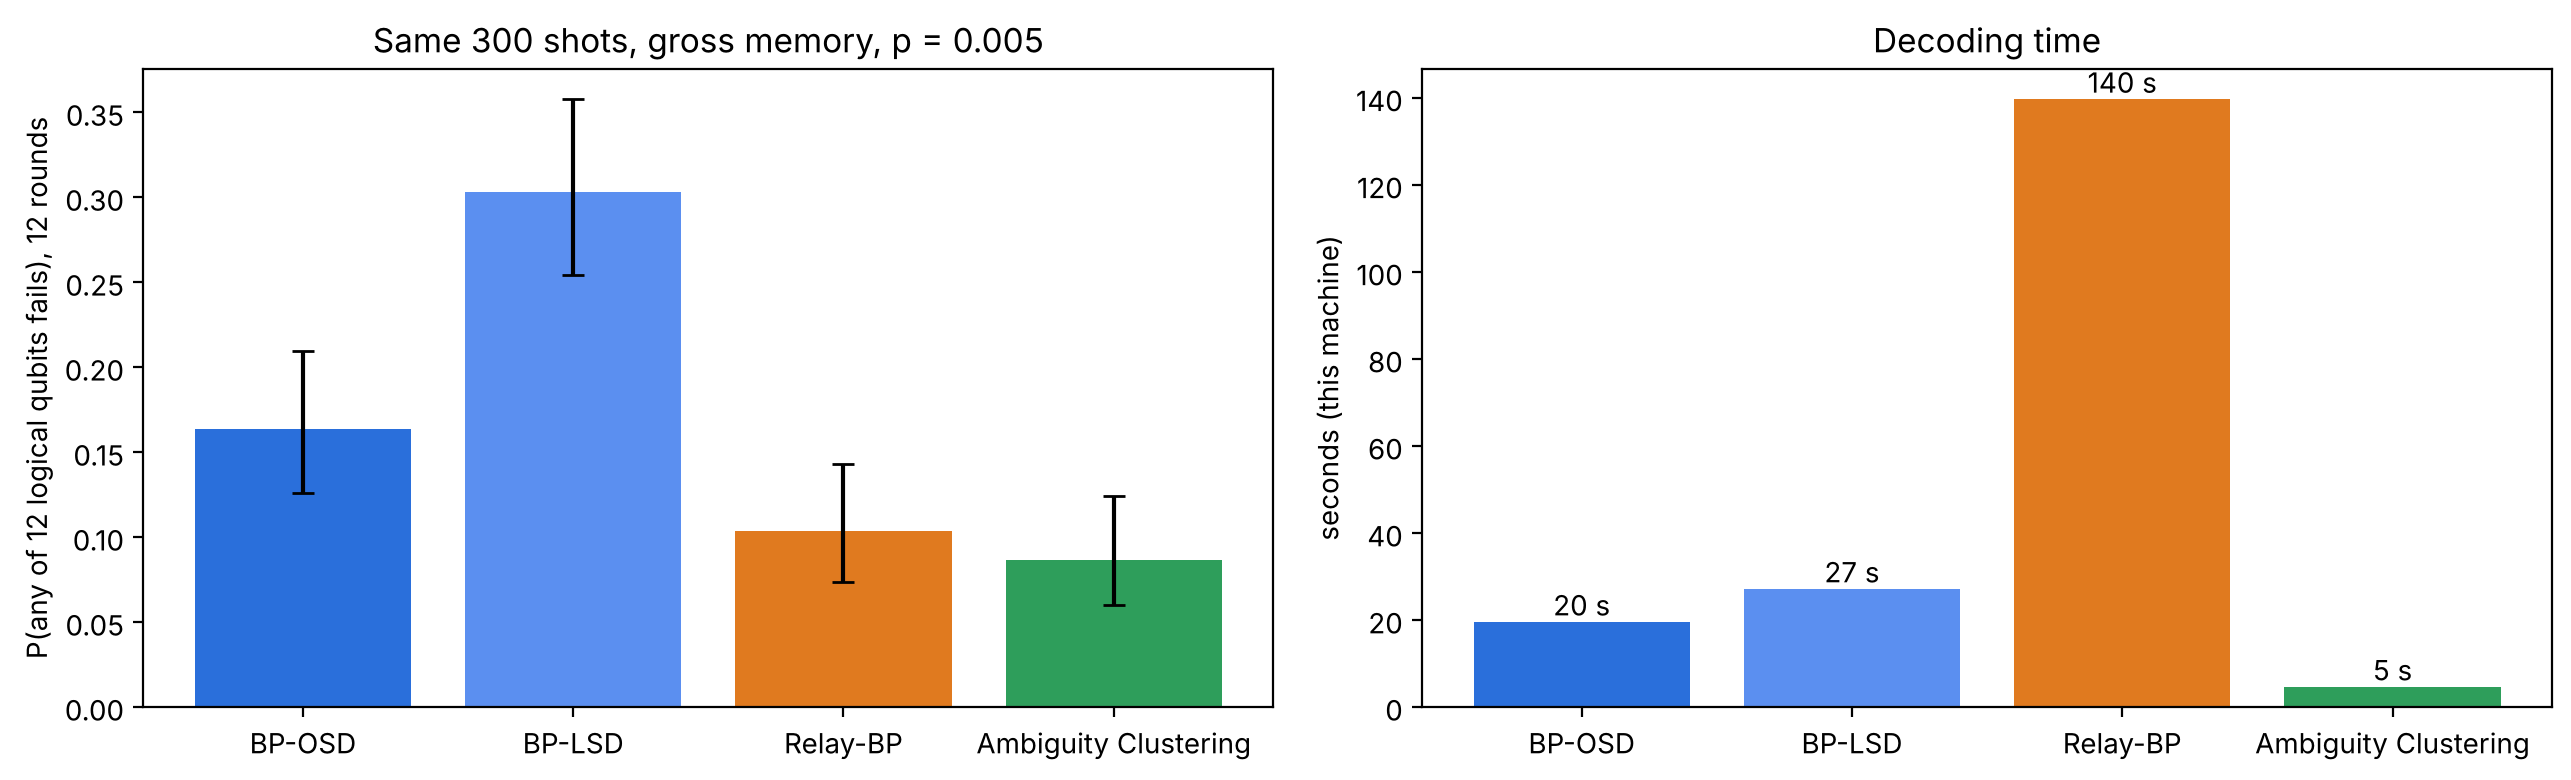 Same 300 shots, gross memory, p = 0.005
P(any of 12 logical qubits fails), 12 rounds
0.35
0.30
0.25
0.20
0.15
0.10
0.05
0.00
BP-OSD
BP-LSD
Relay-BP
Ambiguity Clustering
Decoding time
seconds (this machine)
140
120
100
80
60
40
20
0
20 s
27 s
140 s
5 s
BP-OSD
BP-LSD
Relay-BP
Ambiguity Clustering